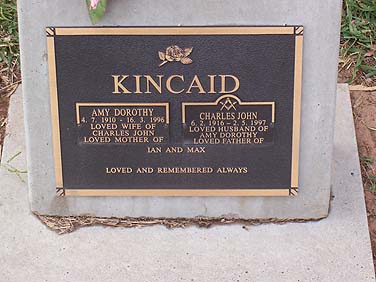 KINCAID
AMY DOROTHY
4. 7. 1910 - 16. 3. 1996
LOVED WIFE OF
CHARLES JOHN
LOVED MOTHER OF
CHARLES JOHN
6. 2. 1916 - 2. 5. 1997
LOVED HUSBAND OF
AMY DOROTHY
LOVED FATHER OF
IAN AND MAX
LOVED AND REMEMBERED ALWAYS